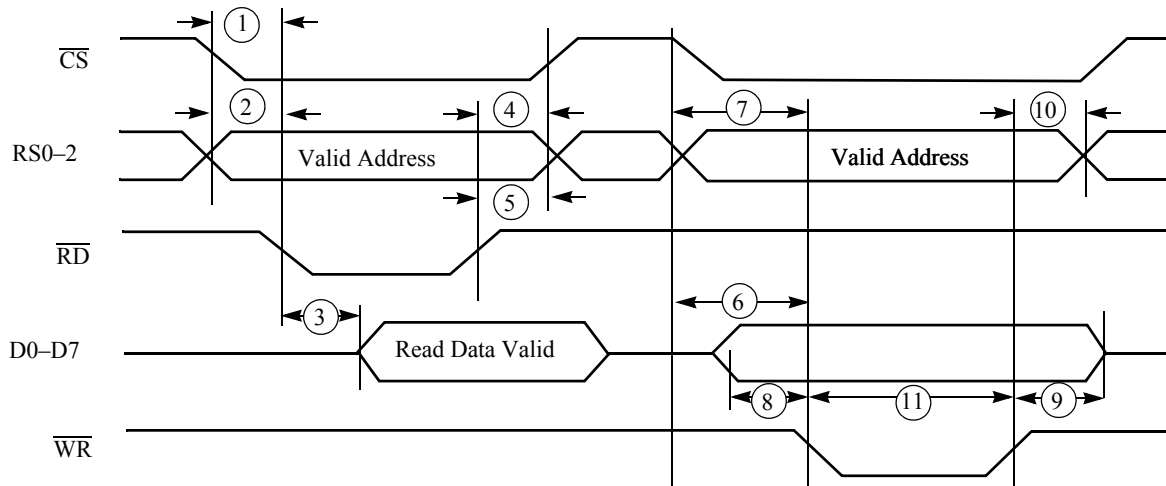 1
CS
2
4
7
10
RS0–2
Valid Address
Valid Address
5
RD
6
3
D0–D7
Read Data Valid
8
11
9
WR